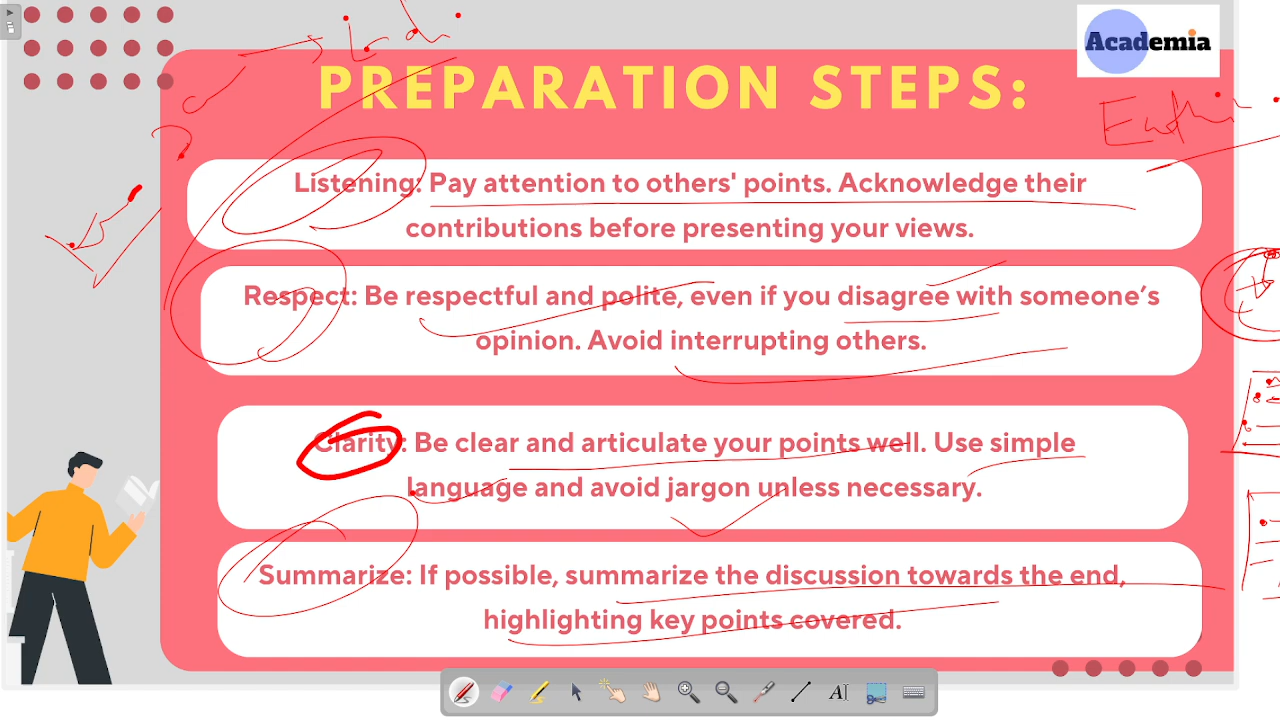 Academia
PREPARATION STEPS:
Listening: Pay attention to others' points. Acknowledge their
contributions before presenting your views.
Respect: Be respectful and polite, even if you disagree with someone’s
opinion. Avoid interrupting others.
Clarity: Be clear and articulate your points well. Use simple
language and avoid jargon unless necessary.
Summarize: If possible, summarize the discussion towards the end,
highlighting key points covered.